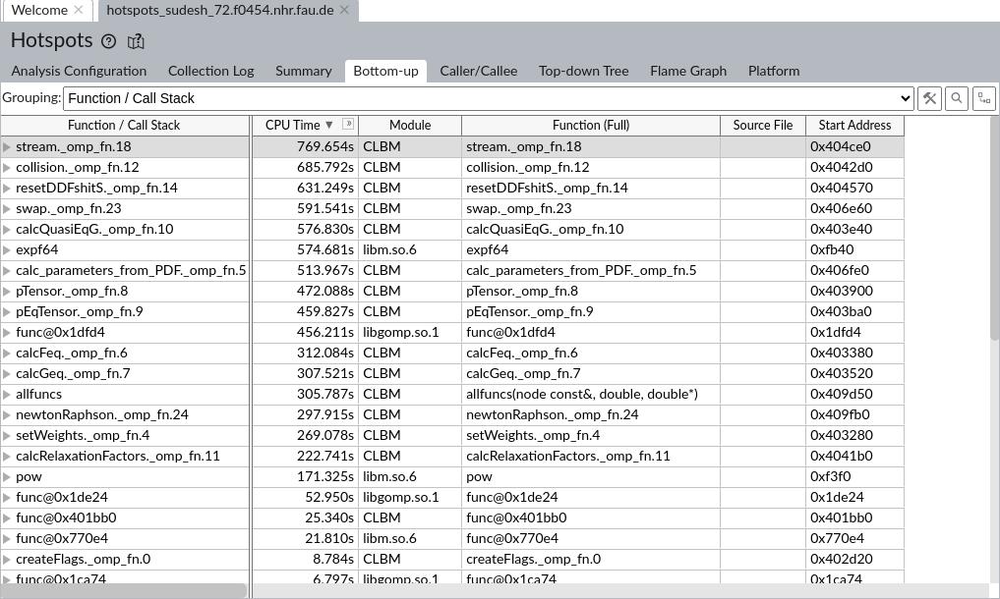 Welcome × hotspots_sudesh_72.f0454.nhr.fau.de ×
Hotspots ? ?
Analysis Configuration Collection Log Summary Bottom-up Caller/Callee Top-down Tree Flame Graph Platform
Grouping: Function / Call Stack
Function / Call Stack CPU Time ▼ » Module Function (Full) Source File Start Address
stream._omp_fn.18 769.654s CLBM stream._omp_fn.18 0x404ce0
collision._omp_fn.12 685.792s CLBM collision._omp_fn.12 0x4042d0
resetDDFshitS._omp_fn.14 631.249s CLBM resetDDFshitS._omp_fn.14 0x404570
swap._omp_fn.23 591.541s CLBM swap._omp_fn.23 0x406e60
calcQuasiEqG._omp_fn.10 576.830s CLBM calcQuasiEqG._omp_fn.10 0x403e40
expf64 574.681s libm.so.6 expf64 0xfb40
calc_parameters_from_PDF._omp_fn.5 513.967s CLBM calc_parameters_from_PDF._omp_fn.5 0x406fe0
pTensor._omp_fn.8 472.088s CLBM pTensor._omp_fn.8 0x403900
pEqTensor._omp_fn.9 459.827s CLBM pEqTensor._omp_fn.9 0x403ba0
func@0x1dfd4 456.211s libgomp.so.1 func@0x1dfd4 0x1dfd4
calcFeq._omp_fn.6 312.084s CLBM calcFeq._omp_fn.6 0x403380
calcGeq._omp_fn.7 307.521s CLBM calcGeq._omp_fn.7 0x403520
allfuncs 305.787s CLBM allfuncs(node const&, double, double*) 0x409d50
newtonRaphson._omp_fn.24 297.915s CLBM newtonRaphson._omp_fn.24 0x409fb0
setWeights._omp_fn.4 269.078s CLBM setWeights._omp_fn.4 0x403280
calcRelaxationFactors._omp_fn.11 222.741s CLBM calcRelaxationFactors._omp_fn.11 0x4041b0
pow 171.325s libm.so.6 pow 0xf3f0
func@0x1de24 52.950s libgomp.so.1 func@0x1de24 0x1de24
func@0x401bb0 25.340s CLBM func@0x401bb0 0x401bb0
func@0x770e4 21.810s libm.so.6 func@0x770e4 0x770e4
createFlags._omp_fn.0 8.784s CLBM createFlags._omp_fn.0 0x402d20
func@0x1ca74 6.797s libgomp.so.1 func@0x1ca74 0x1ca74